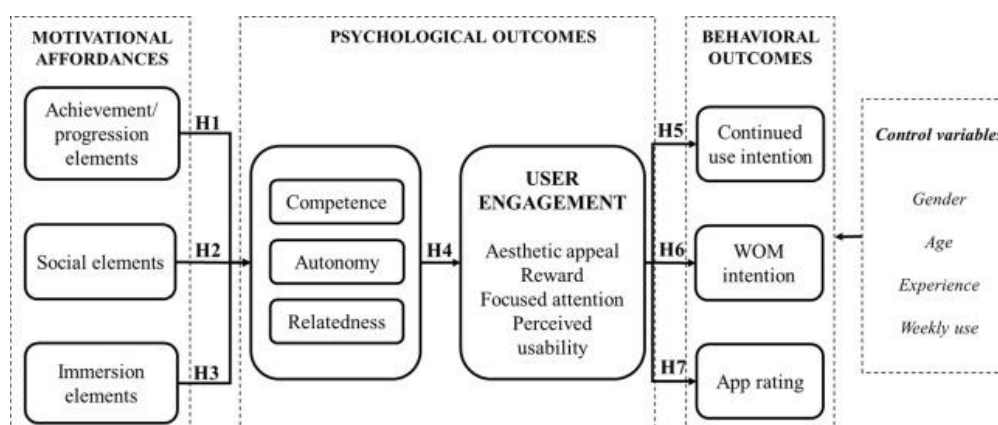 MOTIVATIONAL
AFFORDANCES
Achievement/
progression
elements
Social elements
Immersion
elements
H1
H2
H3
PSYCHOLOGICAL OUTCOMES
Competence
Autonomy
Relatedness
H4
USER
ENGAGEMENT
Aesthetic appeal
Reward
Focused attention
Perceived
usability
H5
H6
H7
BEHAVIORAL
OUTCOMES
Continued
use intention
WOM
intention
App rating
Control variables
Gender
Age
Experience
Weekly use